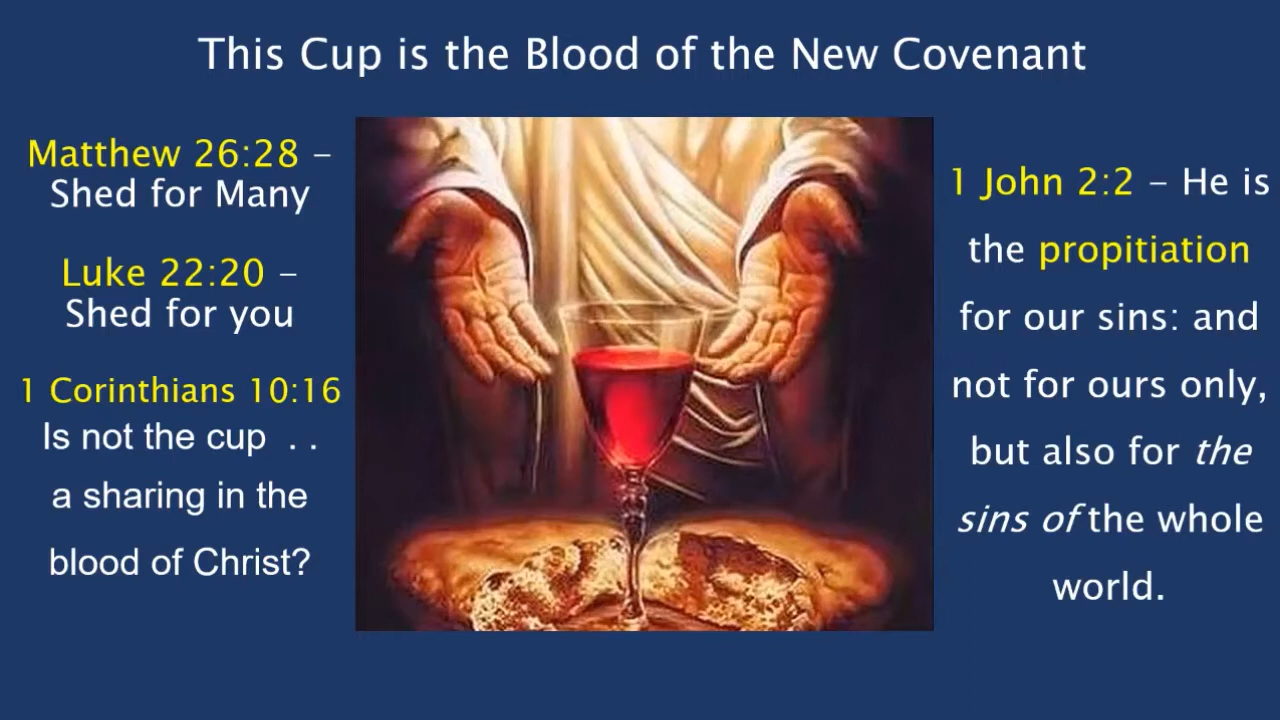 This Cup is the Blood of the New Covenant
Matthew 26:28 –
Shed for Many
Luke 22:20 –
Shed for you
1 Corinthians 10:16
Is not the cup . .
a sharing in the
blood of Christ?
1 John 2:2 – He is
the propitiation
for our sins: and
not for ours only,
but also for the
sins of the whole
world.